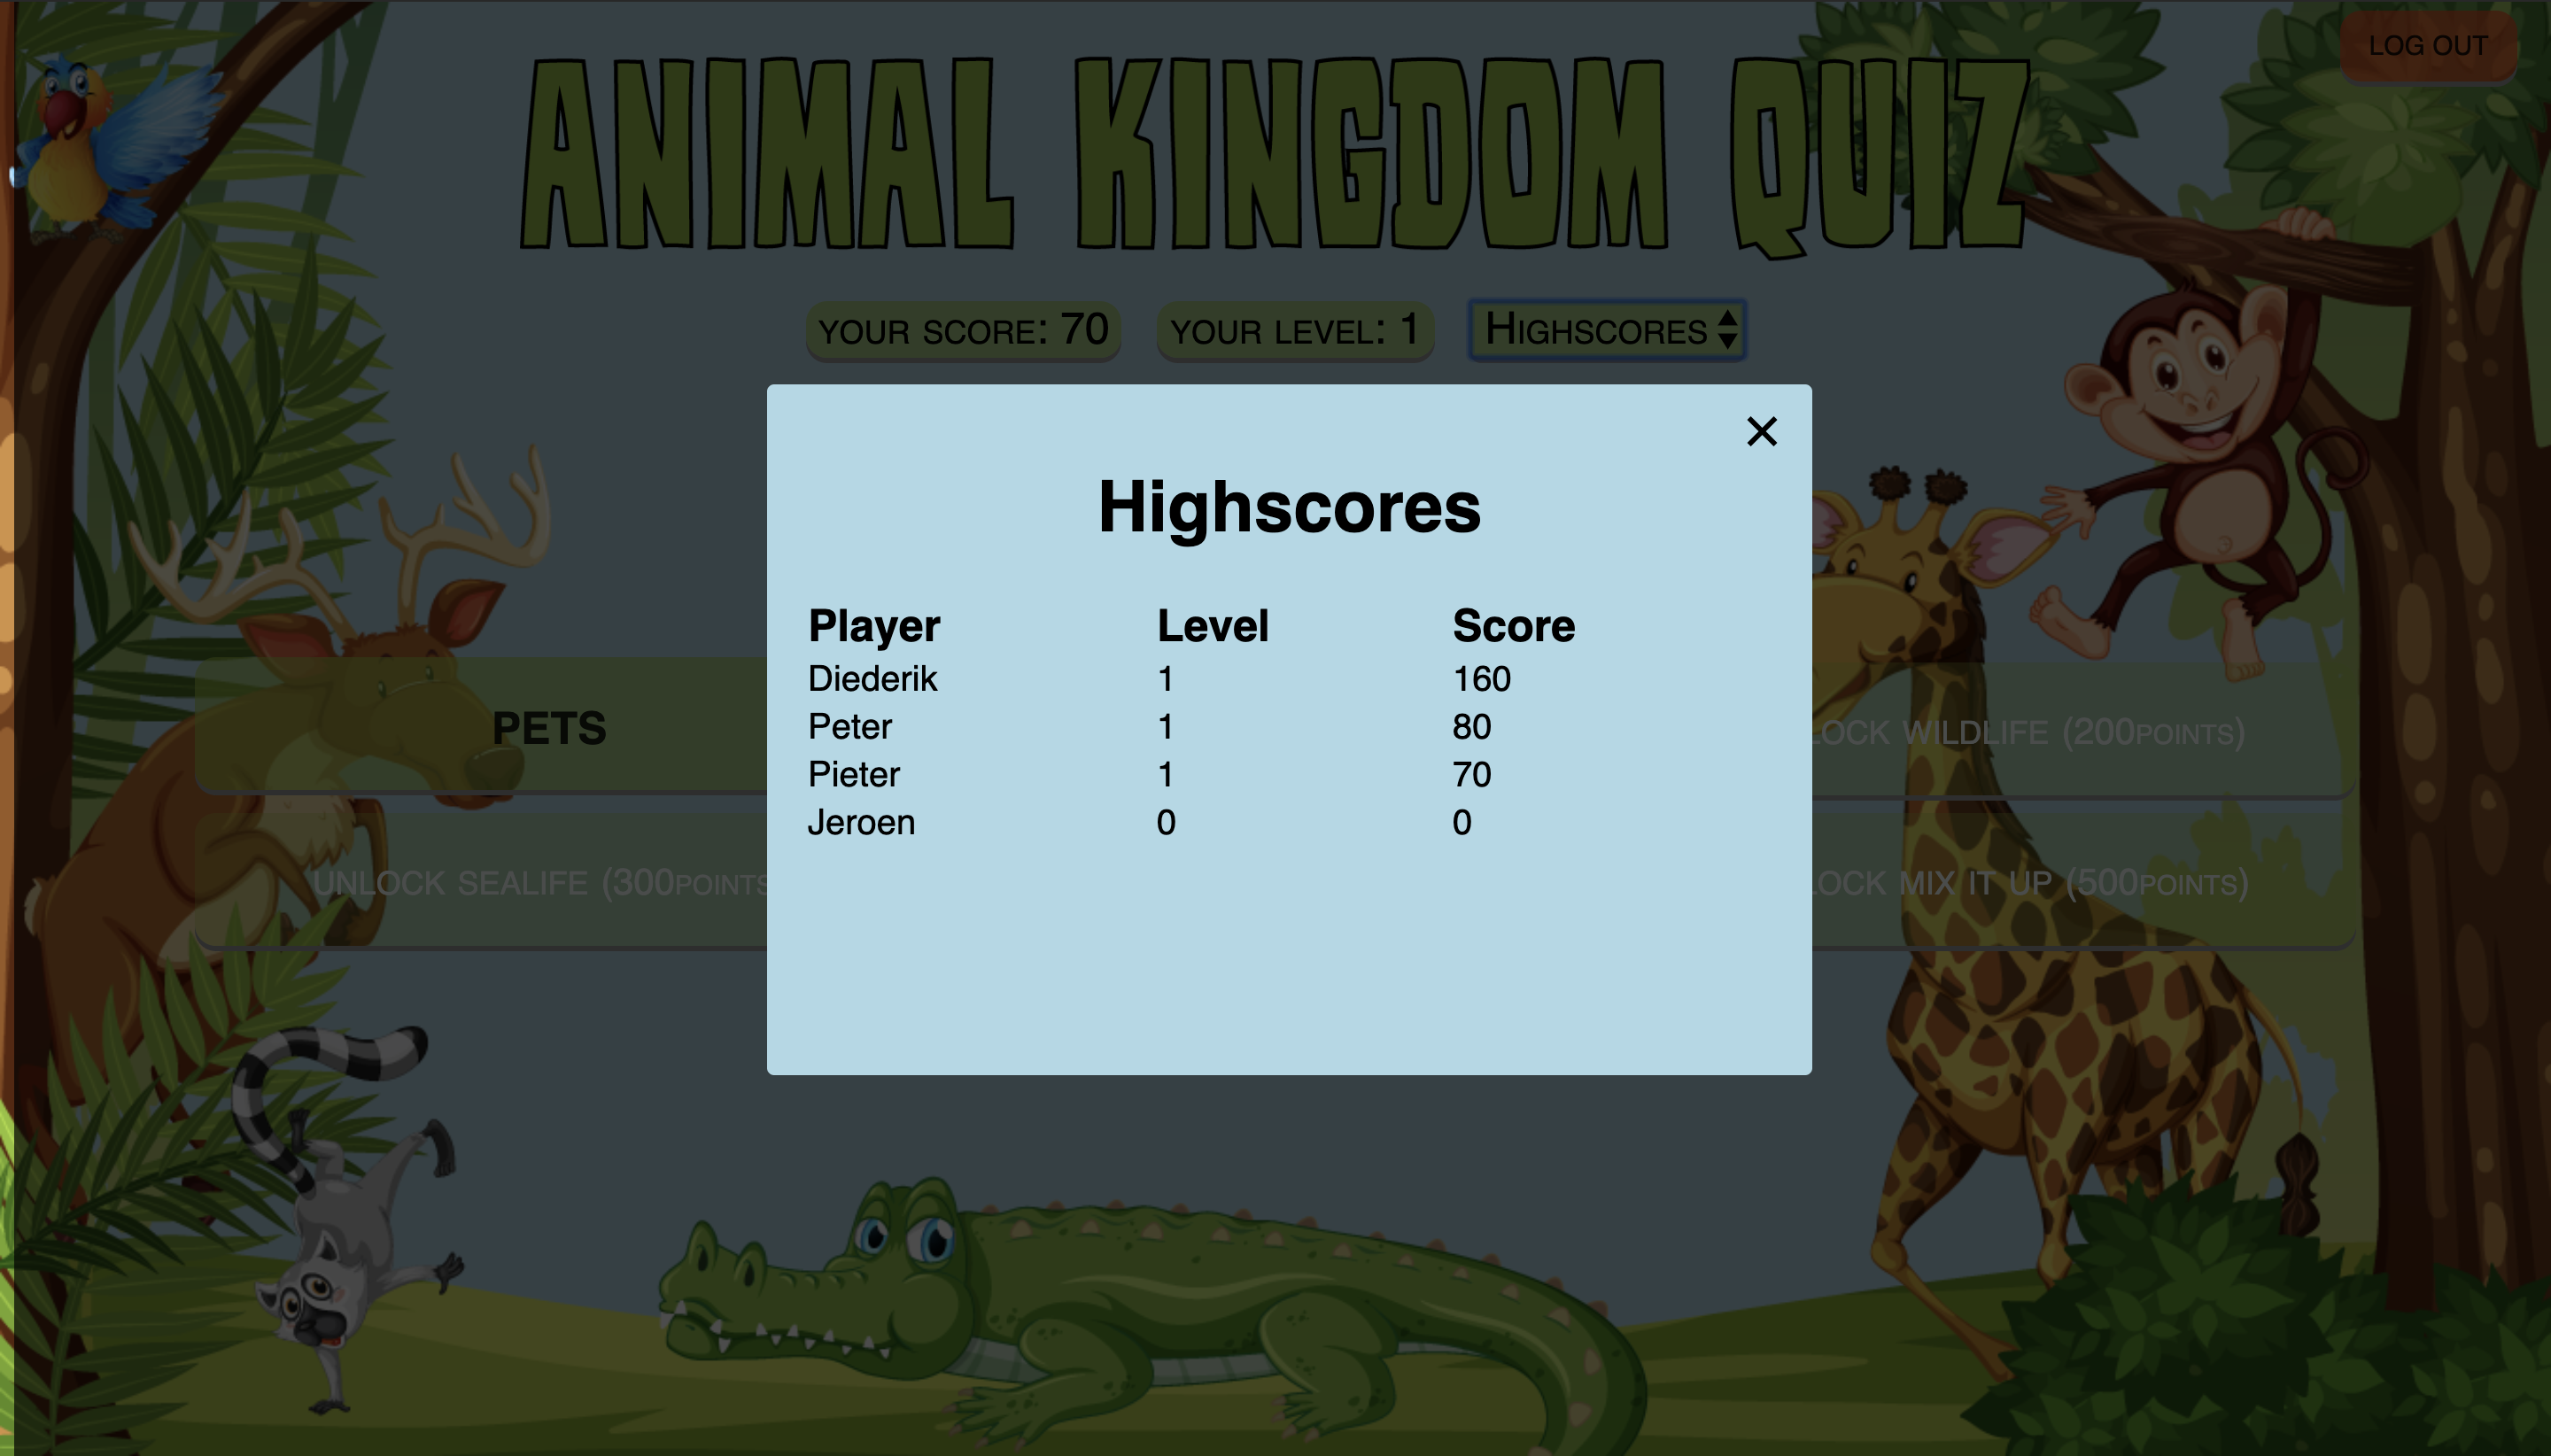 ANIMAL KINGDOM QUIZ
LOG OUT
YOUR SCORE: 70
YOUR LEVEL: 1
HIGHSCORES
Highscores
Player Level Score
Diederik 1 160
Peter 1 80
Pieter 1 70
Jeroen 0 0
PETS
WILDLIFE (200POINTS)
UNLOCK SEALIFE (300POINTS
MIX IT UP (500POINTS)